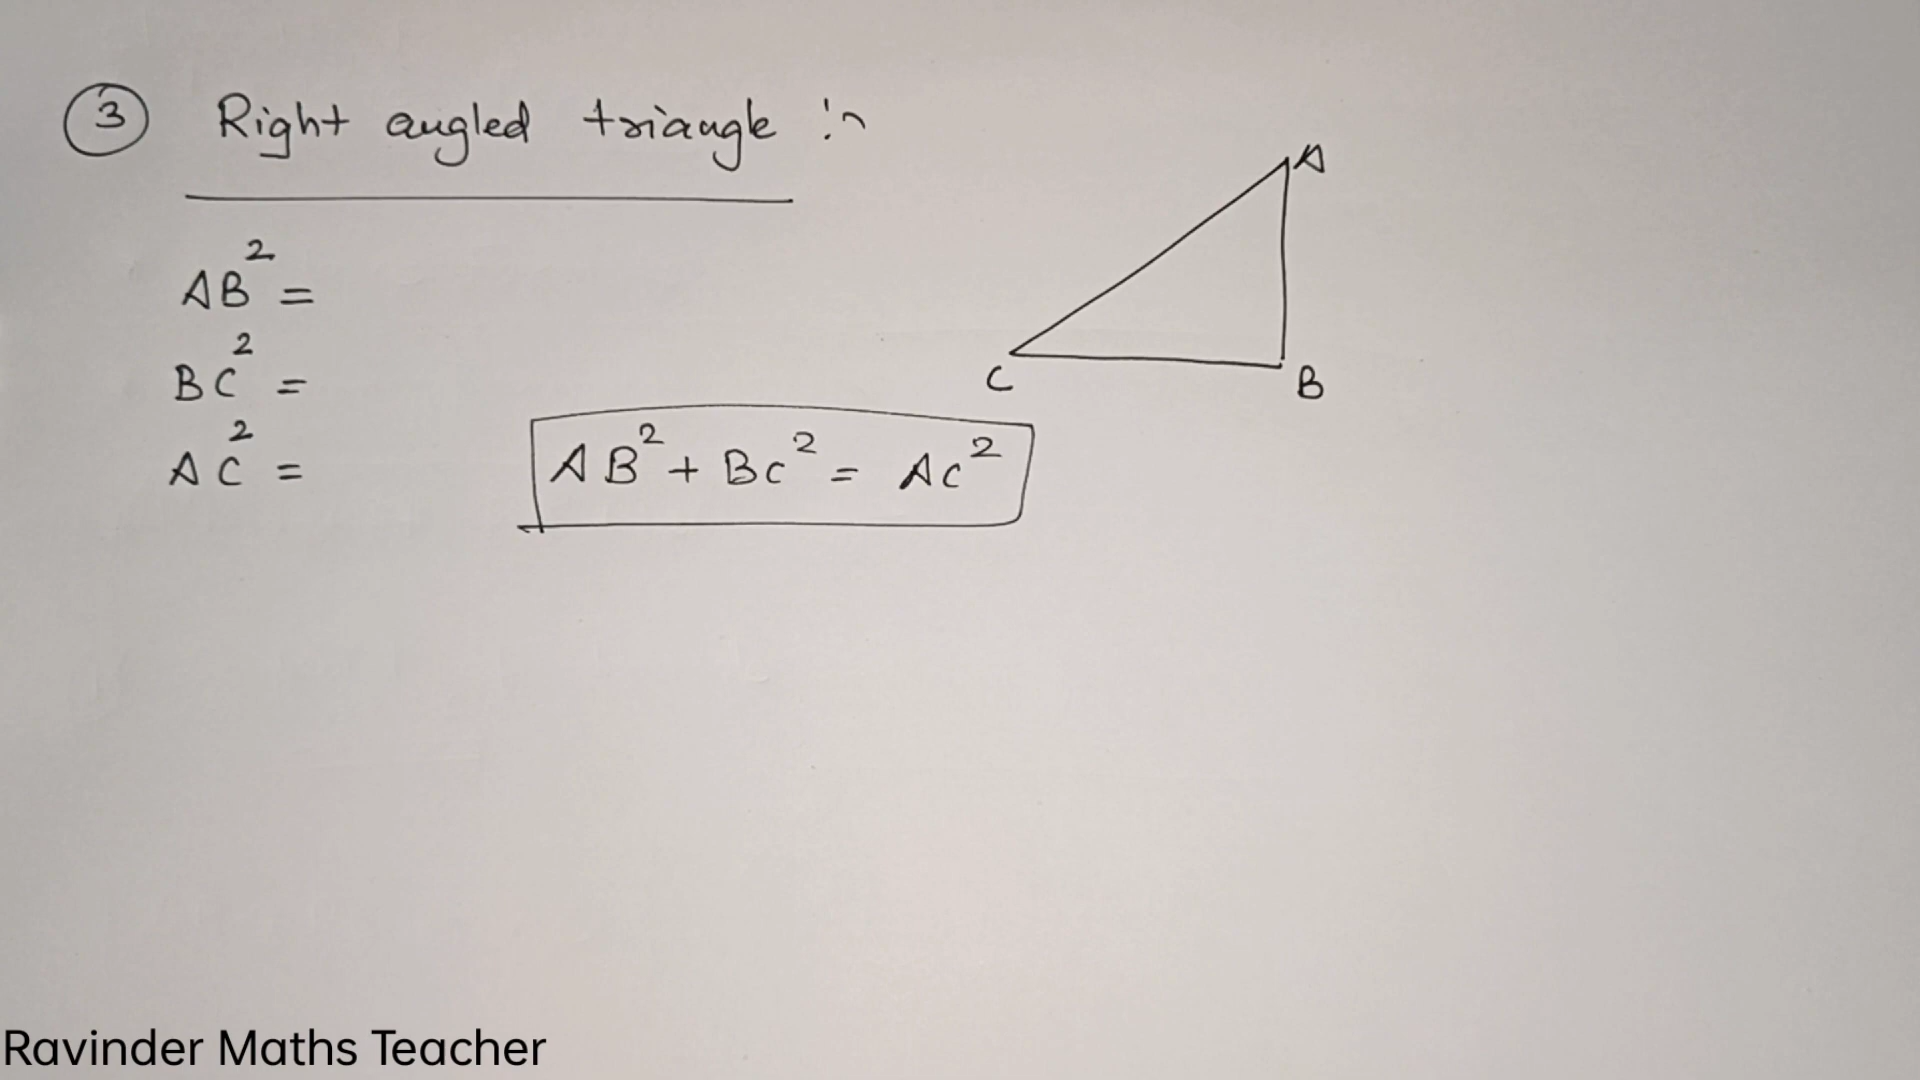 3 Right angled triangle :-
A
AB² =
BC² =
C B
AC² =
AB² + BC² = AC²
Ravinder Maths Teacher